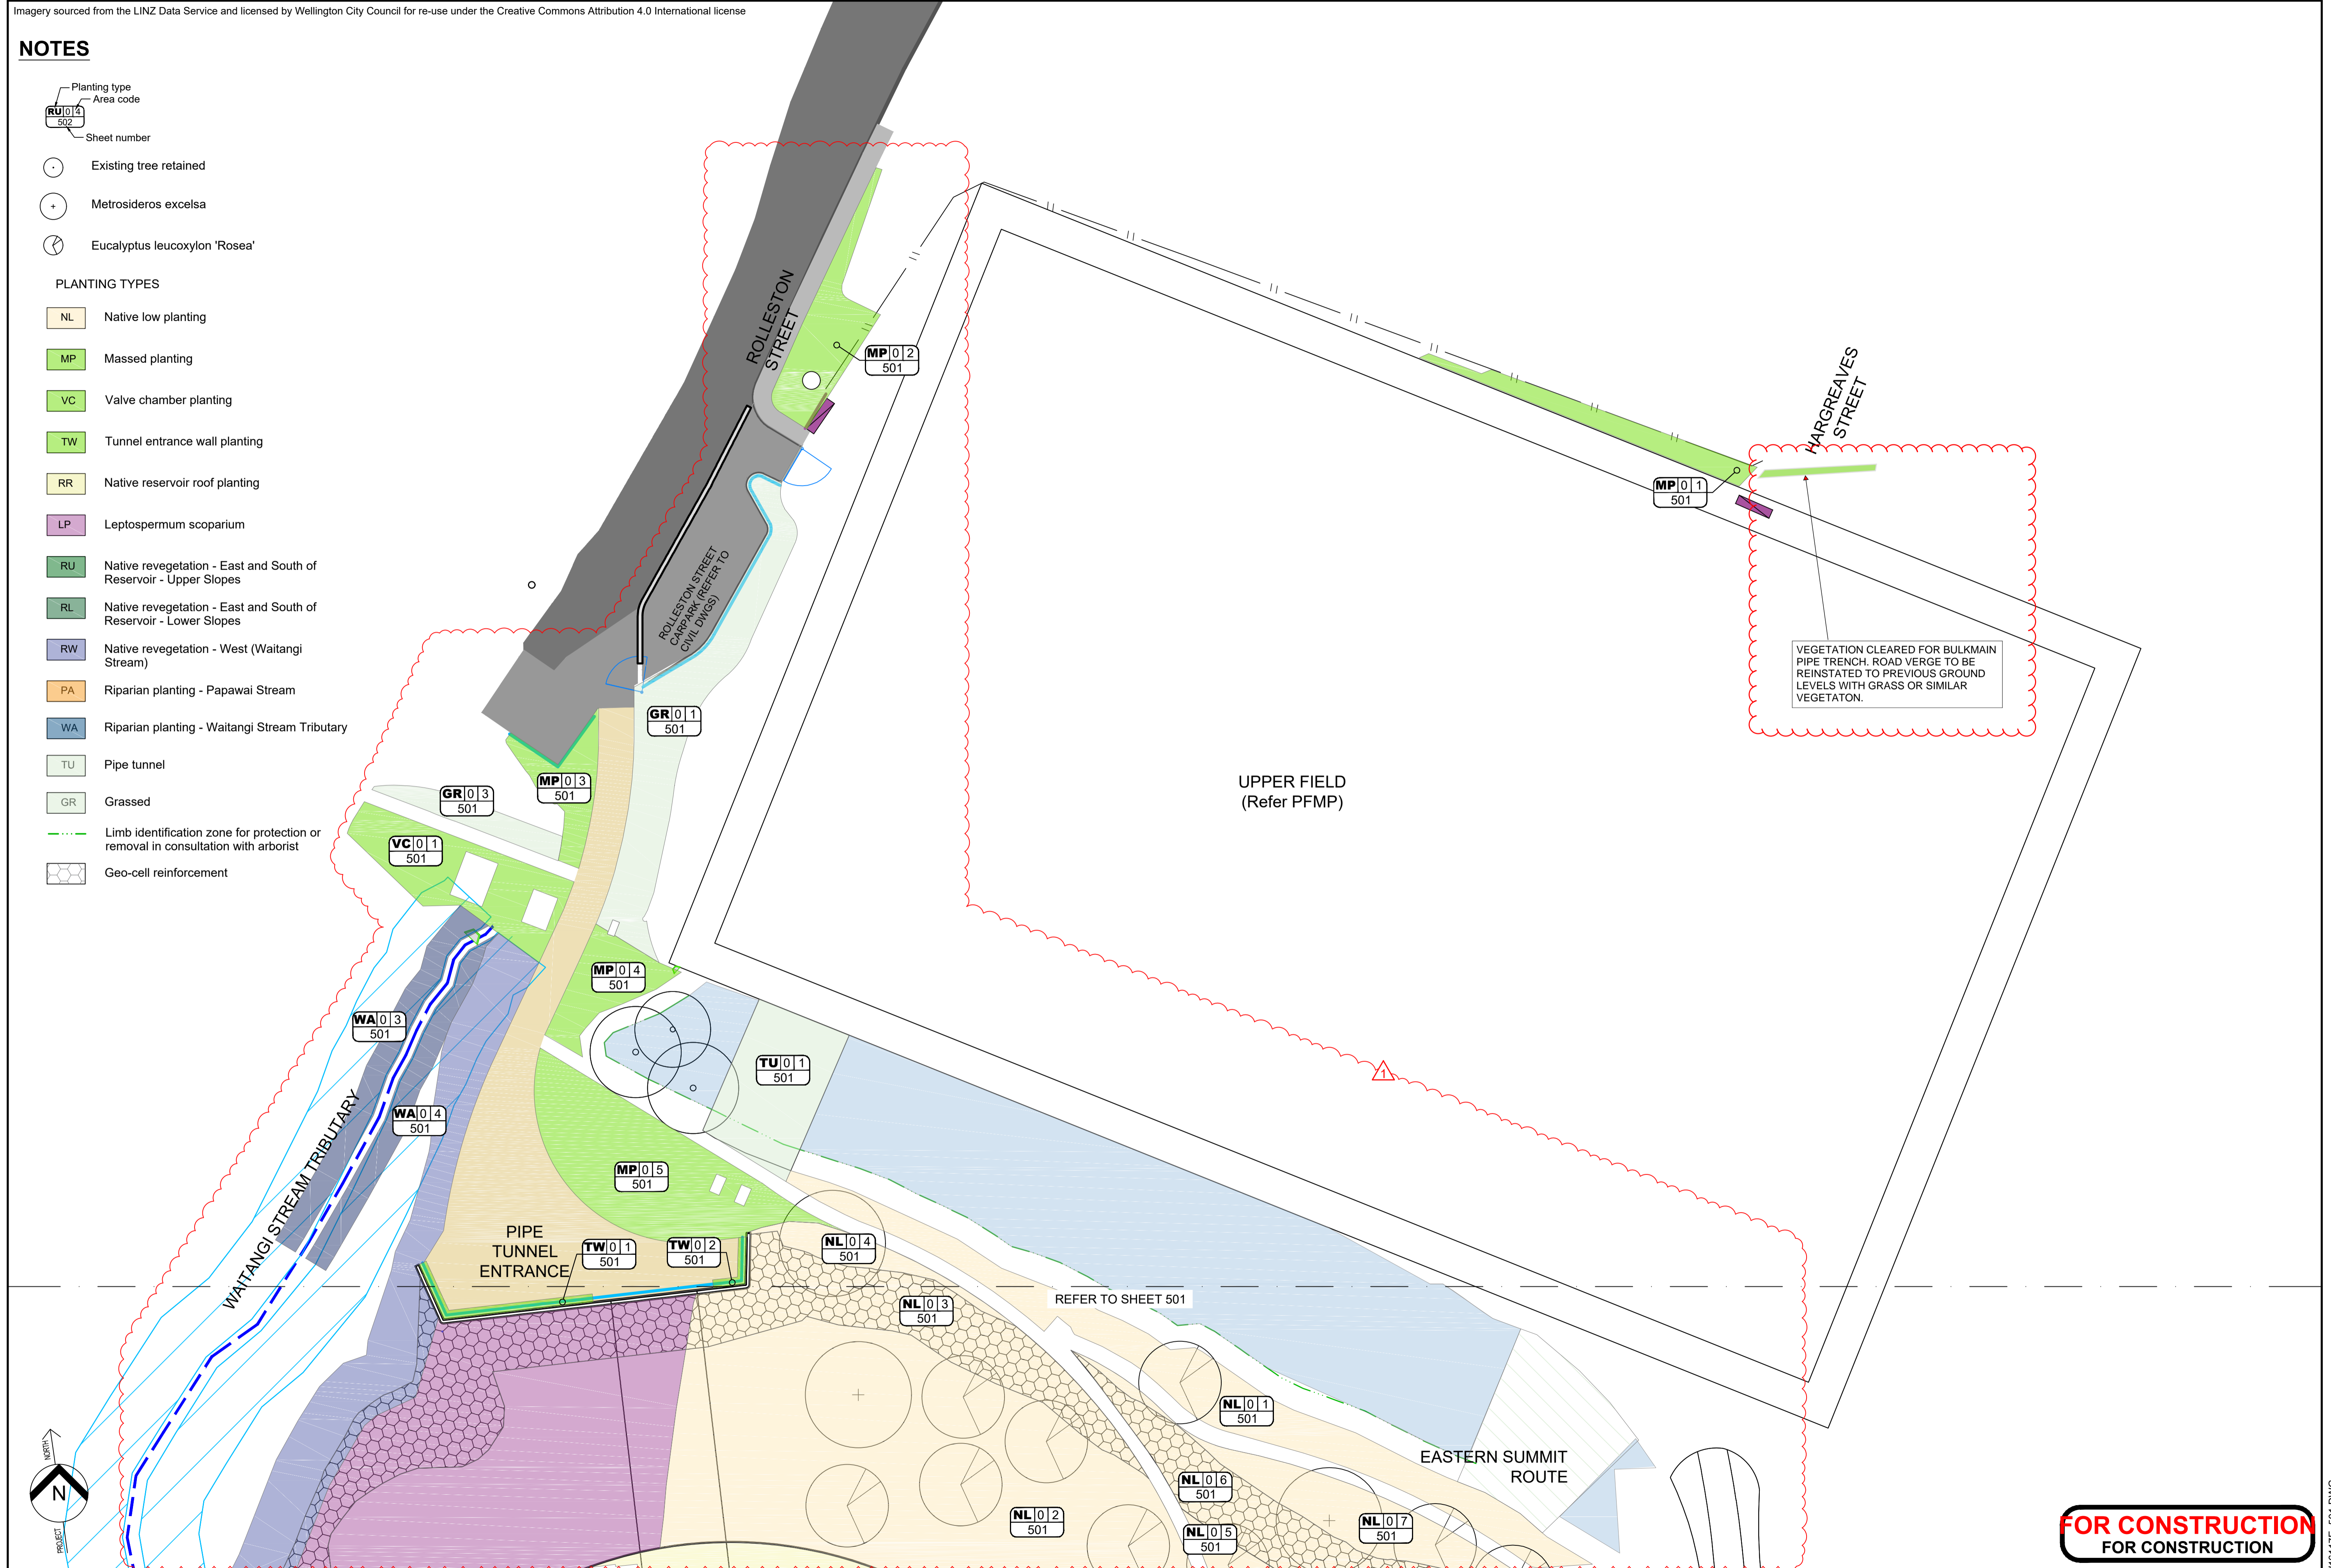 Imagery sourced from the LINZ Data Service and licensed by Wellington City Council for re-use under the Creative Commons Attribution 4.0 International license
NOTES
Planting type
Area code
RU 0 4
502
Sheet number
Existing tree retained
Metrosideros excelsa
Eucalyptus leucoxylon 'Rosea'
PLANTING TYPES
NL Native low planting
MP Massed planting
VC Valve chamber planting
TW Tunnel entrance wall planting
RR Native reservoir roof planting
LP Leptospermum scoparium
RU Native revegetation - East and South of
Reservoir - Upper Slopes
RL Native revegetation - East and South of
Reservoir - Lower Slopes
RW Native revegetation - West (Waitangi
Stream)
PA Riparian planting - Papawai Stream
WA Riparian planting - Waitangi Stream Tributary
TU Pipe tunnel
GR Grassed
Limb identification zone for protection or
removal in consultation with arborist
Geo-cell reinforcement
ROLLESTON
STREET
MP 0 2
501
HARGREAVES
STREET
MP 0 1
501
ROLLESTON STREET
CARPARK (REFER TO
CIVIL DWGS)
VEGETATION CLEARED FOR BULKMAIN
PIPE TRENCH. ROAD VERGE TO BE
REINSTATED TO PREVIOUS GROUND
LEVELS WITH GRASS OR SIMILAR
VEGETATON.
GR 0 1
501
UPPER FIELD
(Refer PFMP)
MP 0 3
501
GR 0 3
501
VC 0 1
501
MP 0 4
501
WA 0 3
501
TU 0 1
501
1
WA 0 4
501
WAITANGI STREAM TRIBUTARY
MP 0 5
501
PIPE
TUNNEL
ENTRANCE
TW 0 1
501
TW 0 2
501
NL 0 4
501
REFER TO SHEET 501
NL 0 3
501
NL 0 1
501
EASTERN SUMMIT
ROUTE
NL 0 6
501
NL 0 2
501
NL 0 5
501
NL 0 7
501
NORTH
N
PROJECT
FOR CONSTRUCTION
FOR CONSTRUCTION